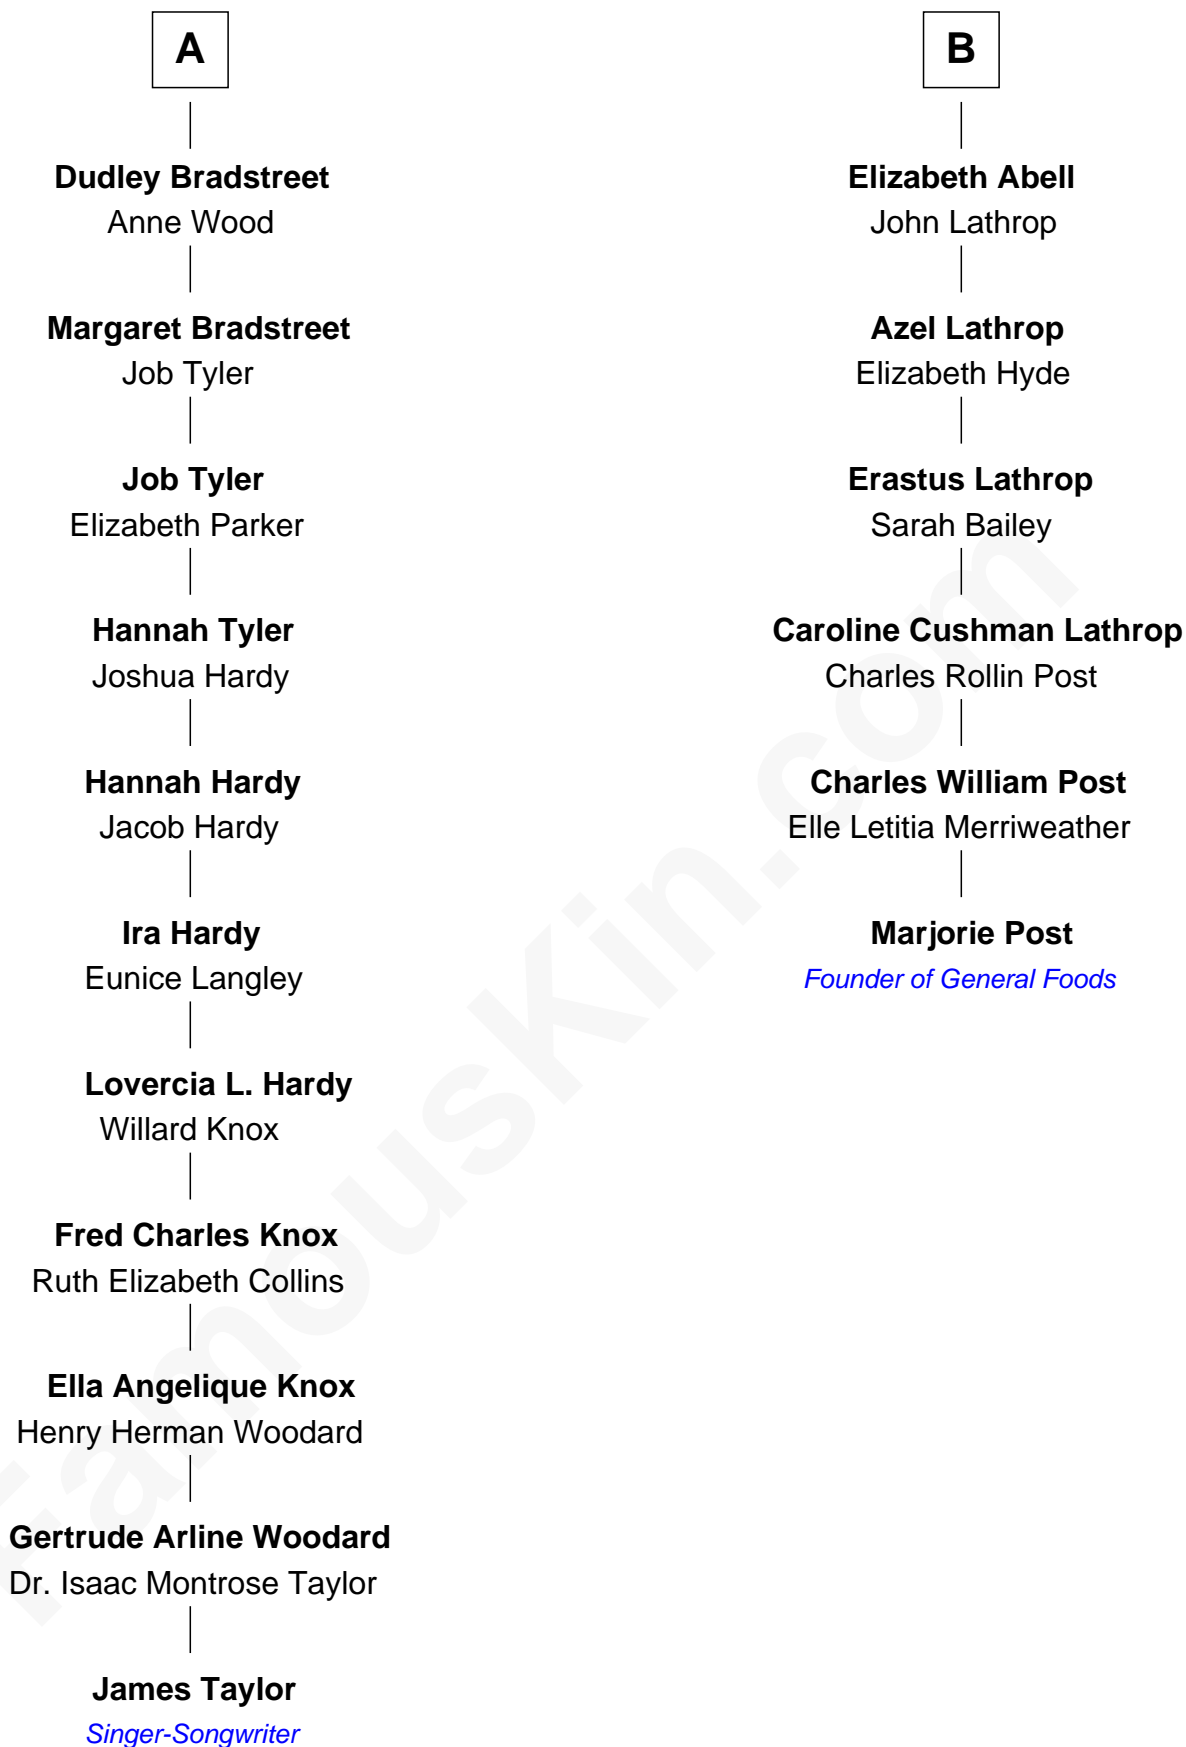 A
Dudley Bradstreet
Anne Wood
Margaret Bradstreet
Job Tyler
Job Tyler
Elizabeth Parker
Hannah Tyler
Joshua Hardy
Hannah Hardy
Jacob Hardy
Ira Hardy
Eunice Langley
Lovercia L. Hardy
Willard Knox
Fred Charles Knox
Ruth Elizabeth Collins
Ella Angelique Knox
Henry Herman Woodard
Gertrude Arline Woodard
Dr. Isaac Montrose Taylor
James Taylor
Singer-Songwriter
B
Elizabeth Abell
John Lathrop
Azel Lathrop
Elizabeth Hyde
Erastus Lathrop
Sarah Bailey
Caroline Cushman Lathrop
Charles Rollin Post
Charles William Post
Elle Letitia Merriweather
Marjorie Post
Founder of General Foods
FamousKin.com